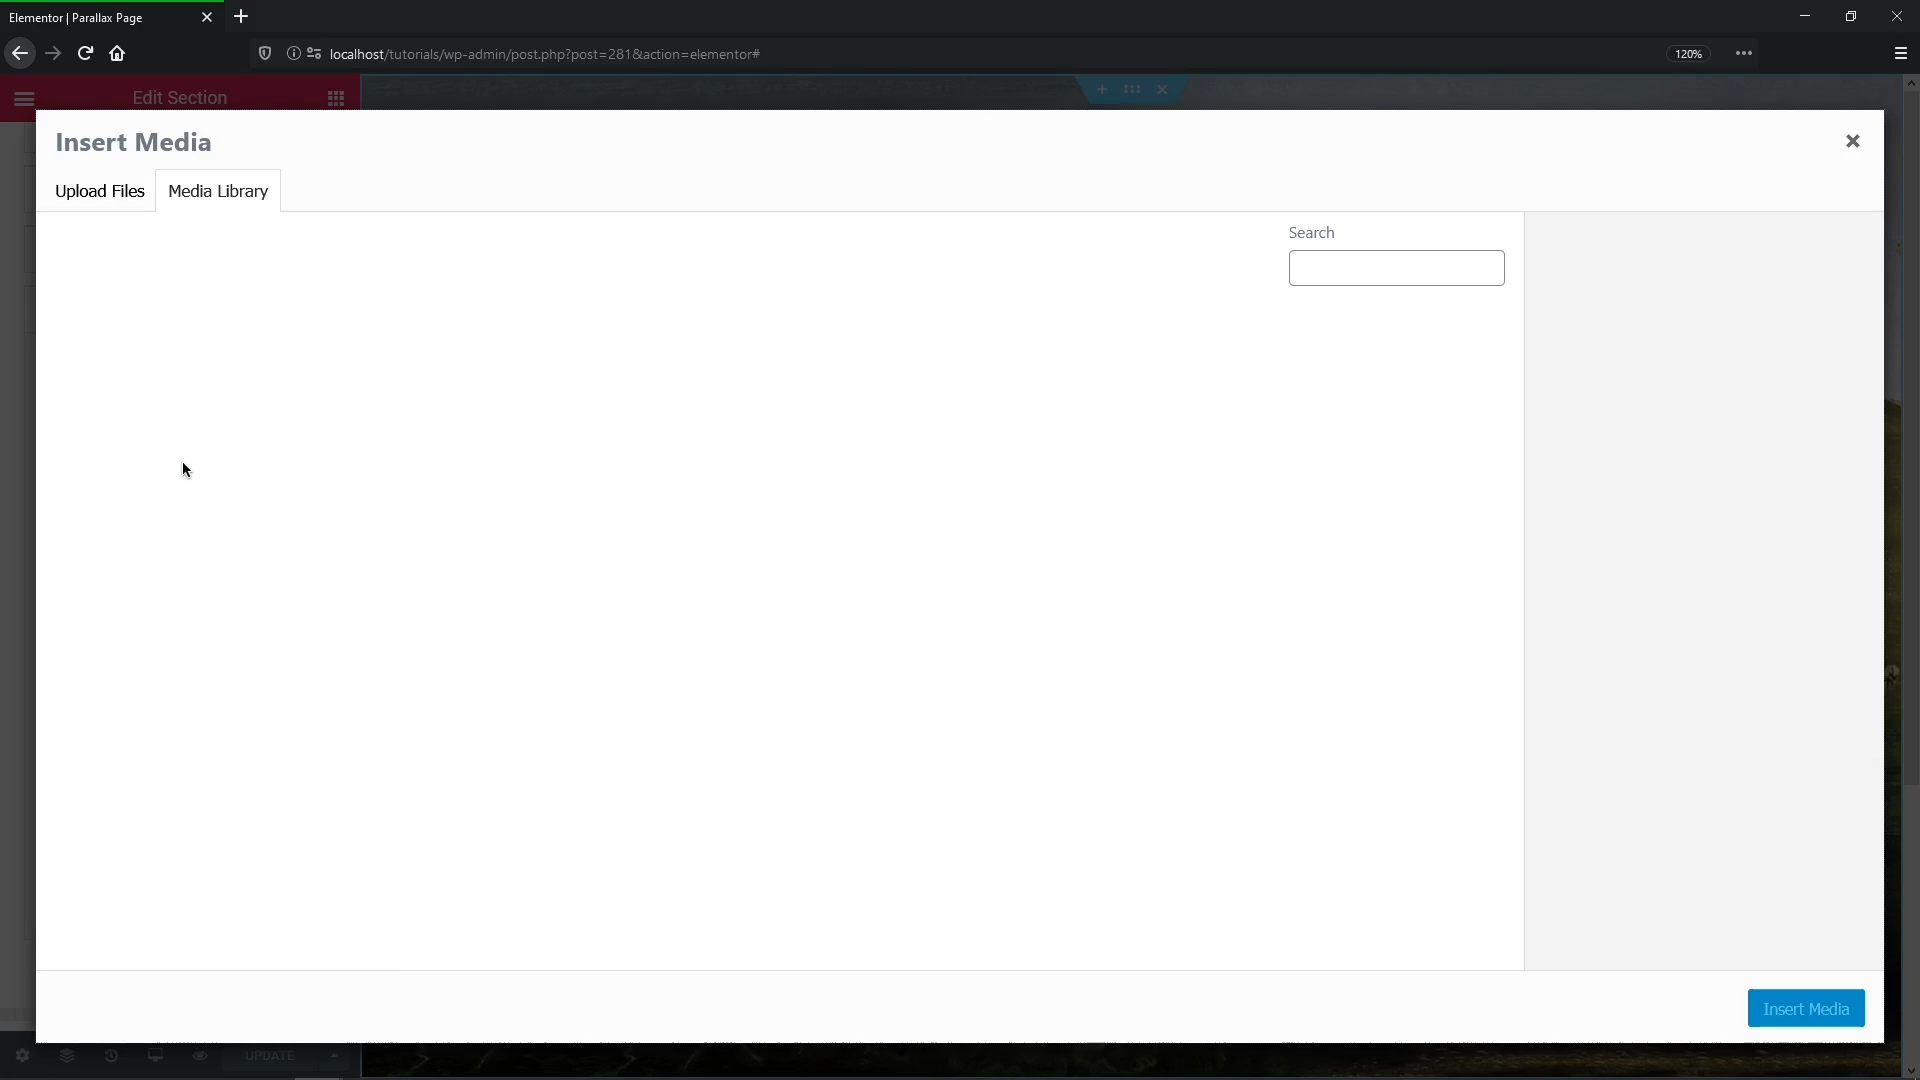 Elementor | Parallax Page
localhost/tutorials/wp-admin/post.php?post=281&action=elementor#
120%
Edit Section
Insert Media
Upload Files
Media Library
Search
Insert Media
UPDATE